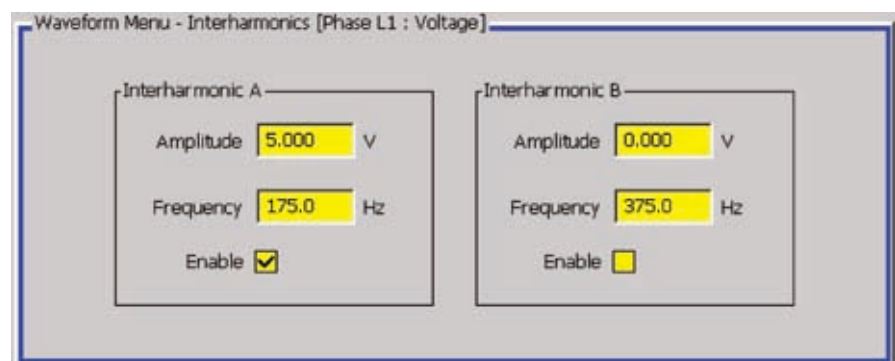 Waveform Menu - Interharmonics [Phase L1 : Voltage]
Interharmonic A
Amplitude 5.000 V
Frequency 175.0 Hz
Enable
Interharmonic B
Amplitude 0.000 V
Frequency 375.0 Hz
Enable